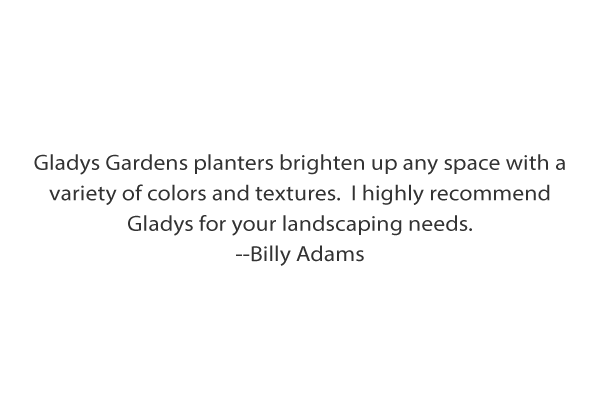 Gladys Gardens planters brighten up any space with a
variety of colors and textures.  I highly recommend
Gladys for your landscaping needs.
--Billy Adams